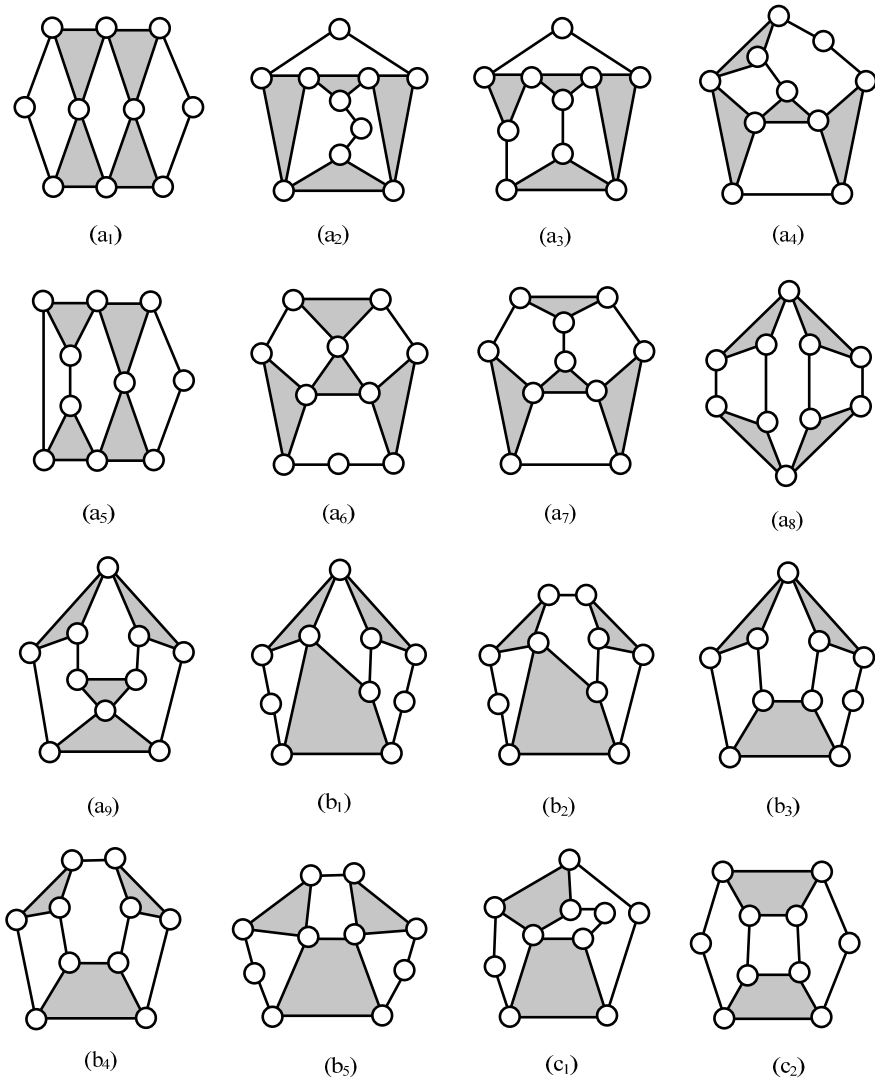 (a₁) (a₂) (a₃) (a₄)
(a₅) (a₆) (a₇) (a₈)
(a₉) (b₁) (b₂) (b₃)
(b₄) (b₅) (c₁) (c₂)